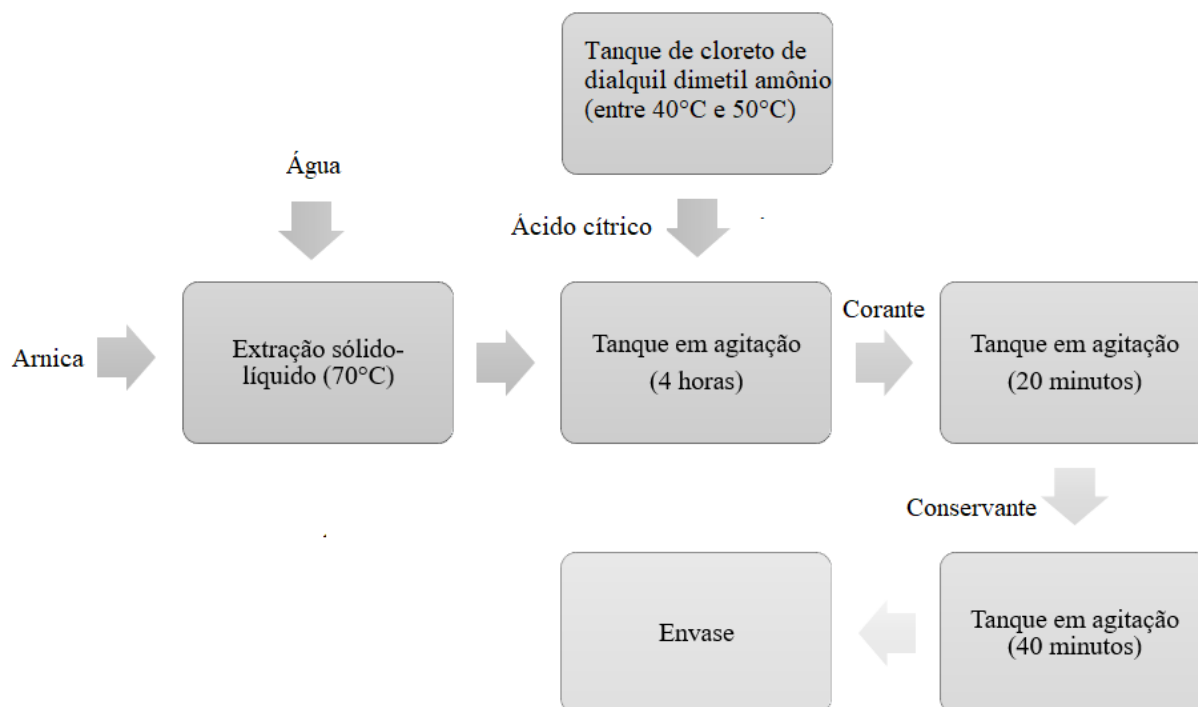 Tanque de cloreto de
dialquil dimetil amônio
(entre 40°C e 50°C)
Água
Ácido cítrico
Arnica
Extração sólido-
líquido (70°C)
Tanque em agitação
(4 horas)
Corante
Tanque em agitação
(20 minutos)
Conservante
Envase
Tanque em agitação
(40 minutos)